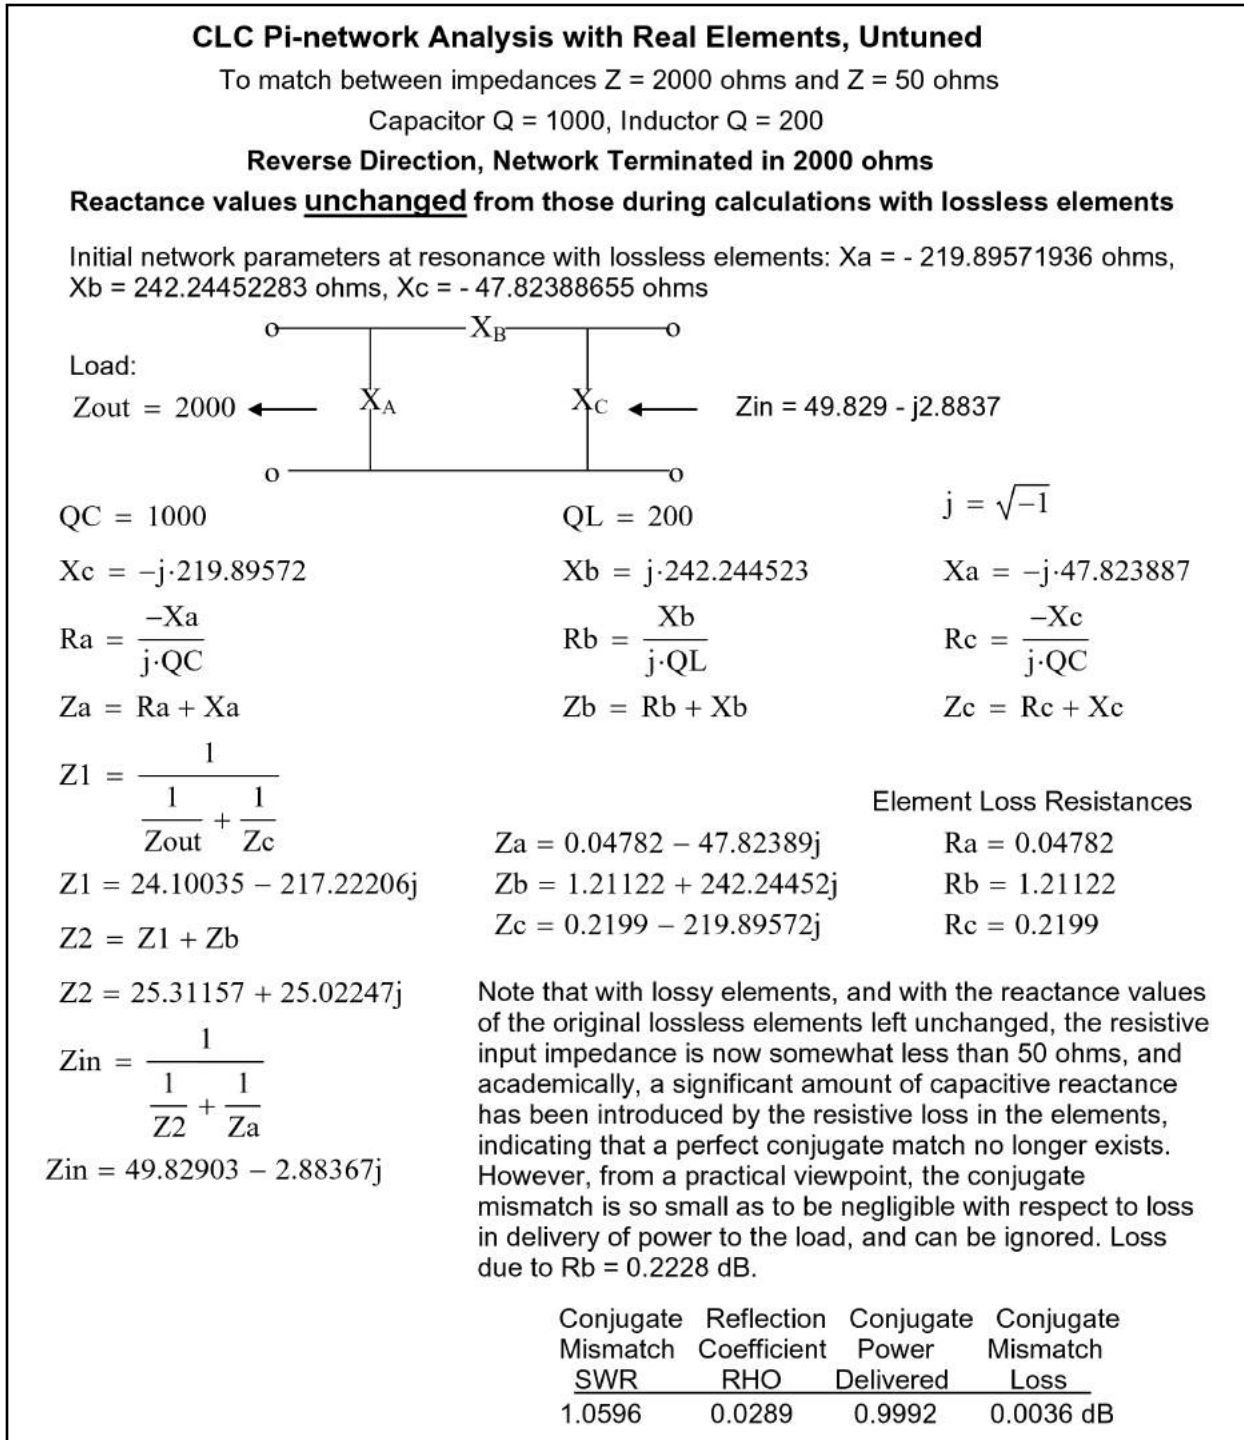 CLC Pi-network Analysis with Real Elements, Untuned
To match between impedances Z = 2000 ohms and Z = 50 ohms
Capacitor Q = 1000, Inductor Q = 200
Reverse Direction, Network Terminated in 2000 ohms
Reactance values unchanged from those during calculations with lossless elements
Initial network parameters at resonance with lossless elements: Xa = - 219.89571936 ohms,
Xb = 242.24452283 ohms, Xc = - 47.82388655 ohms
o X_B o
Load:
Zout = 2000 X_A X_C Zin = 49.829 - j2.8837
o o
QC = 1000 QL = 200 j = √−1
Xc = −j·219.89572 Xb = j·242.244523 Xa = −j·47.823887
Ra = −Xa / j·QC Rb = Xb / j·QL Rc = −Xc / j·QC
Za = Ra + Xa Zb = Rb + Xb Zc = Rc + Xc
Z1 = 1 / (1/Zout + 1/Zc)
Element Loss Resistances
Za = 0.04782 − 47.82389j Ra = 0.04782
Z1 = 24.10035 − 217.22206j Zb = 1.21122 + 242.24452j Rb = 1.21122
Zc = 0.2199 − 219.89572j Rc = 0.2199
Z2 = Z1 + Zb
Z2 = 25.31157 + 25.02247j
Zin = 1 / (1/Z2 + 1/Za)
Zin = 49.82903 − 2.88367j
Note that with lossy elements, and with the reactance values
of the original lossless elements left unchanged, the resistive
input impedance is now somewhat less than 50 ohms, and
academically, a significant amount of capacitive reactance
has been introduced by the resistive loss in the elements,
indicating that a perfect conjugate match no longer exists.
However, from a practical viewpoint, the conjugate
mismatch is so small as to be negligible with respect to loss
in delivery of power to the load, and can be ignored. Loss
due to Rb = 0.2228 dB.
Conjugate Reflection Conjugate Conjugate
Mismatch Coefficient Power Mismatch
SWR RHO Delivered Loss
1.0596 0.0289 0.9992 0.0036 dB